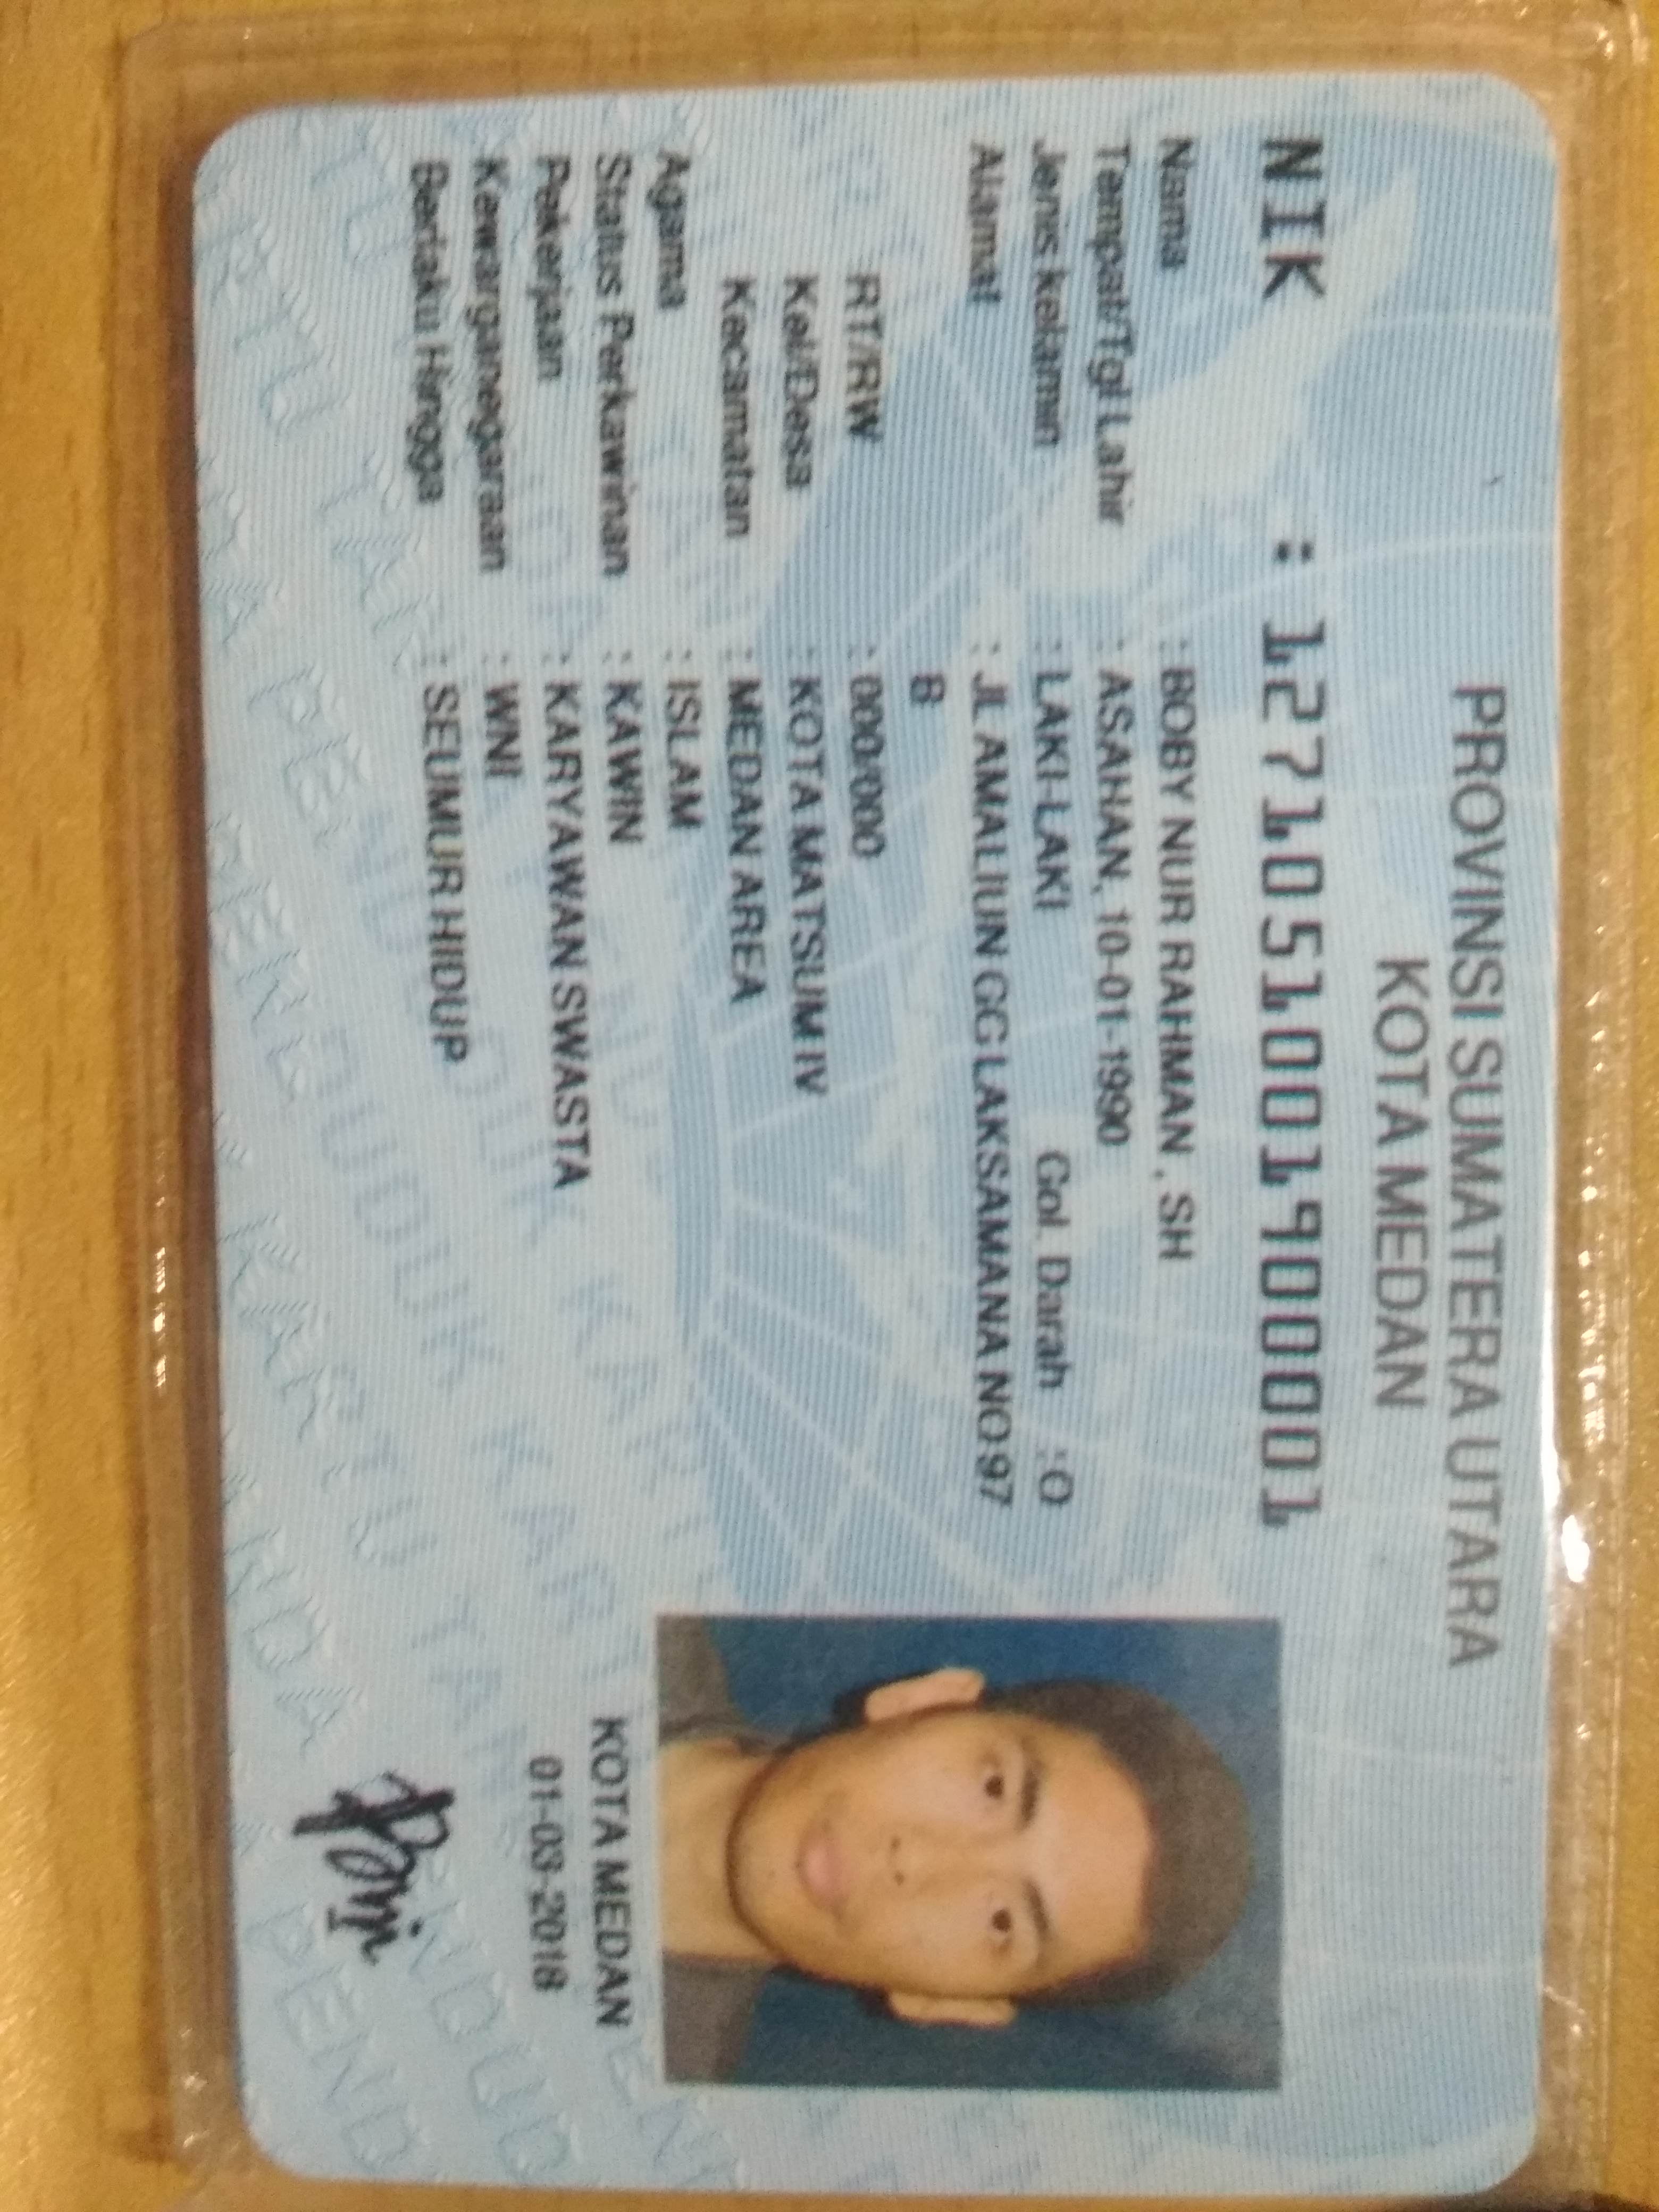 PROVINSI SUMATERA UTARA
KOTA MEDAN
NIK : 1271051001900001
Nama : BOBY NUR RAHMAN , SH
Tempat/Tgl Lahir : ASAHAN, 10-01-1990
Jenis kelamin : LAKI-LAKI Gol. Darah : O
Alamat : JL AMALIUN GG LAKSAMANA NO 97
B
RT/RW : 000/000
Kel/Desa : KOTA MATSUM IV
Kecamatan : MEDAN AREA
Agama : ISLAM
Status Perkawinan : KAWIN
Pekerjaan : KARYAWAN SWASTA
Kewarganegaraan : WNI
Berlaku Hingga : SEUMUR HIDUP
KOTA MEDAN
01-03-2018